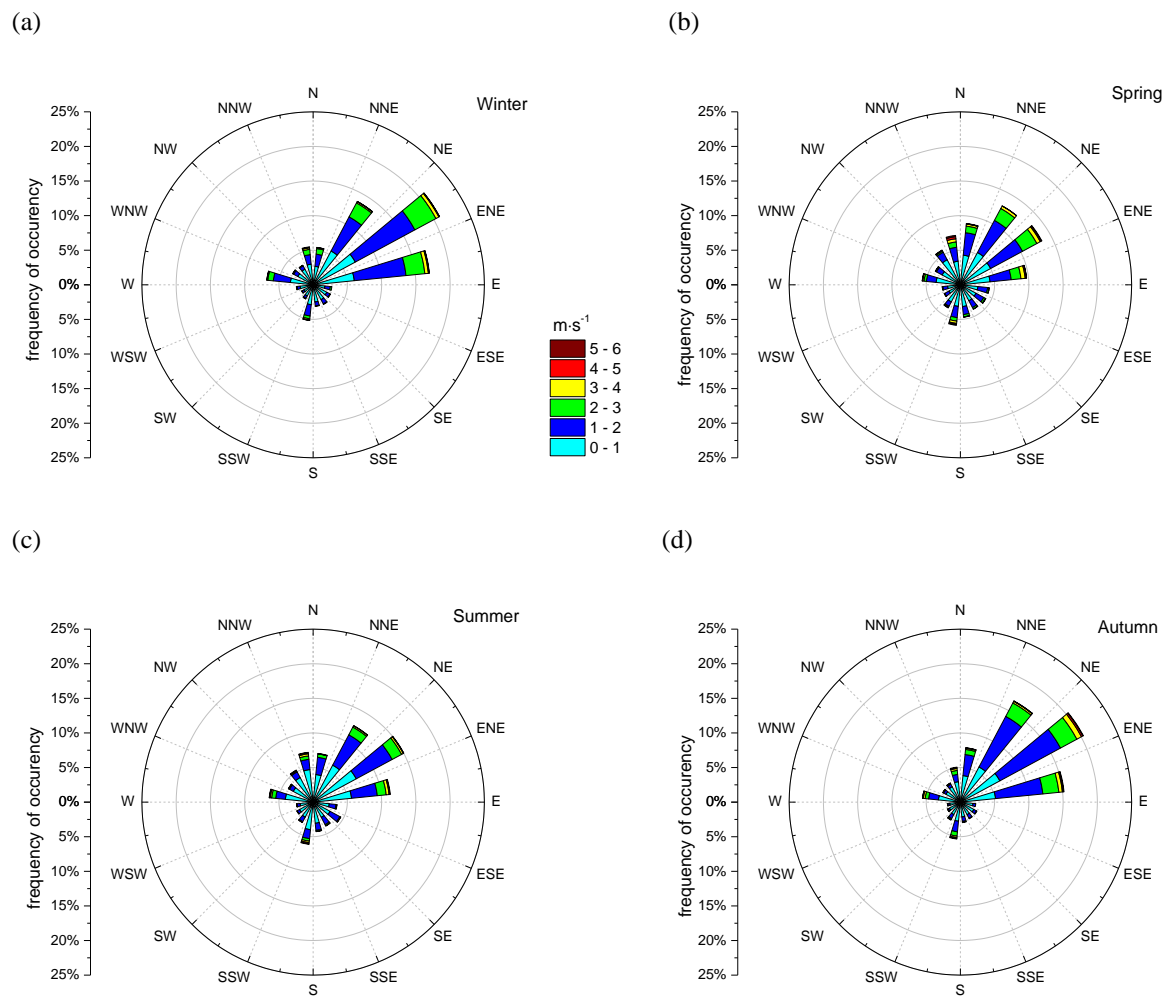 (a)
Winter
N
NNE
NE
ENE
E
ESE
SE
SSE
S
SSW
SW
WSW
W
WNW
NW
NNW
25%
20%
15%
10%
5%
0%
5%
10%
15%
20%
25%
frequency of occurency
m·s-1
5 - 6
4 - 5
3 - 4
2 - 3
1 - 2
0 - 1
(b)
Spring
N
NNE
NE
ENE
E
ESE
SE
SSE
S
SSW
SW
WSW
W
WNW
NW
NNW
25%
20%
15%
10%
5%
0%
5%
10%
15%
20%
25%
frequency of occurency
(c)
Summer
N
NNE
NE
ENE
E
ESE
SE
SSE
S
SSW
SW
WSW
W
WNW
NW
NNW
25%
20%
15%
10%
5%
0%
5%
10%
15%
20%
25%
frequency of occurency
(d)
Autumn
N
NNE
NE
ENE
E
ESE
SE
SSE
S
SSW
SW
WSW
W
WNW
NW
NNW
25%
20%
15%
10%
5%
0%
5%
10%
15%
20%
25%
frequency of occurency